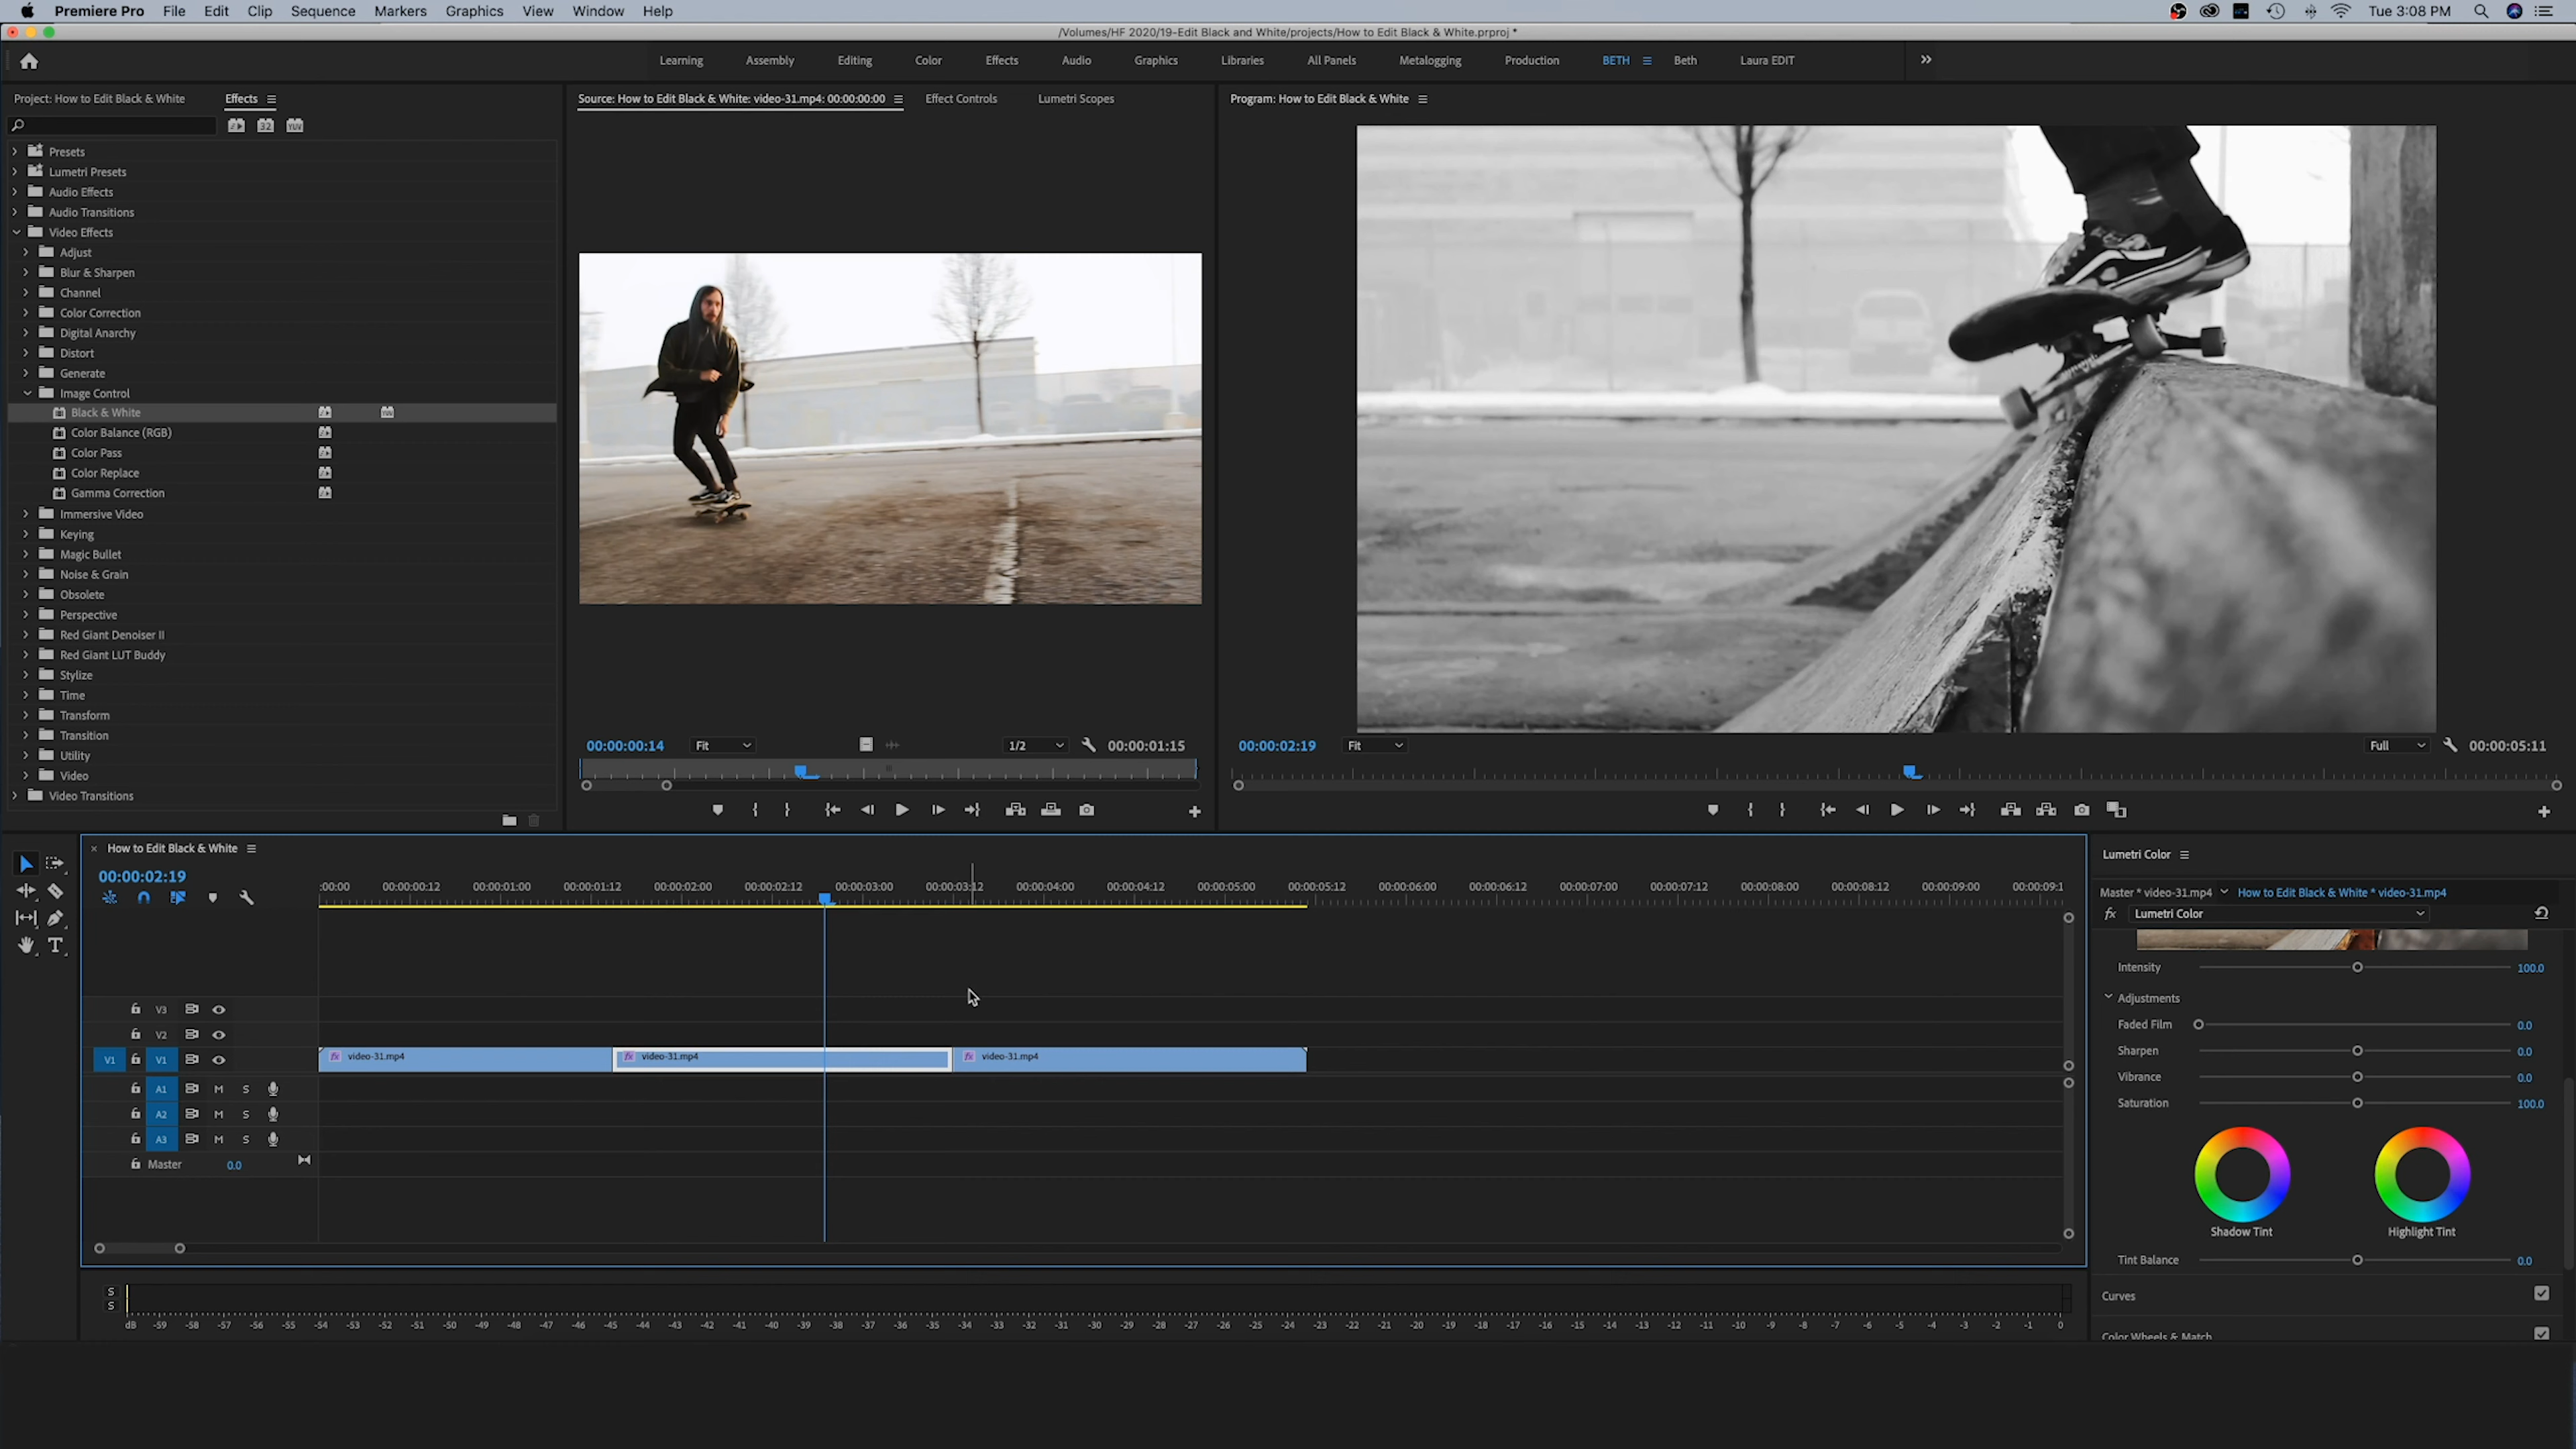 Premiere Pro File Edit Clip Sequence Markers Graphics View Window Help Tue 3:08 PM
/Volumes/HF 2020/19-Edit Black and White/projects/How to Edit Black & White.prproj *
Learning Assembly Editing Color Effects Audio Graphics Libraries All Panels Metalogging Production BETH Beth Laura EDIT
Project: How to Edit Black & White Effects
32 YUV
Presets
Lumetri Presets
Audio Effects
Audio Transitions
Video Effects
Adjust
Blur & Sharpen
Channel
Color Correction
Digital Anarchy
Distort
Generate
Image Control
Black & White
Color Balance (RGB)
Color Pass
Color Replace
Gamma Correction
Immersive Video
Keying
Magic Bullet
Noise & Grain
Obsolete
Perspective
Red Giant Denoiser II
Red Giant LUT Buddy
Stylize
Time
Transform
Transition
Utility
Video
Video Transitions
Source: How to Edit Black & White: video-31.mp4: 00:00:00:00 Effect Controls Lumetri Scopes
00:00:00:14 Fit 1/2 00:00:01:15
Program: How to Edit Black & White
00:00:02:19 Fit Full 00:00:05:11
How to Edit Black & White
00:00:02:19
:00:00 00:00:00:12 00:00:01:00 00:00:01:12 00:00:02:00 00:00:02:12 00:00:03:00 00:00:03:12 00:00:04:00 00:00:04:12 00:00:05:00 00:00:05:12 00:00:06:00 00:00:06:12 00:00:07:00 00:00:07:12 00:00:08:00 00:00:08:12 00:00:09:00 00:00:09:1
V3
V2
V1 V1 fx video-31.mp4 fx video-31.mp4 fx video-31.mp4
A1 M S
A2 M S
A3 M S
Master 0.0
S
S
dB -59 -58 -57 -56 -55 -54 -53 -52 -51 -50 -49 -48 -47 -46 -45 -44 -43 -42 -41 -40 -39 -38 -37 -36 -35 -34 -33 -32 -31 -30 -29 -28 -27 -26 -25 -24 -23 -22 -21 -20 -19 -18 -17 -16 -15 -14 -13 -12 -11 -10 -9 -8 -7 -6 -5 -4 -3 -2 -1 0
Lumetri Color
Master * video-31.mp4 How to Edit Black & White * video-31.mp4
fx Lumetri Color
Intensity 100.0
Adjustments
Faded Film 0.0
Sharpen 0.0
Vibrance 0.0
Saturation 100.0
Shadow Tint Highlight Tint
Tint Balance 0.0
Curves
Color Wheels & Match